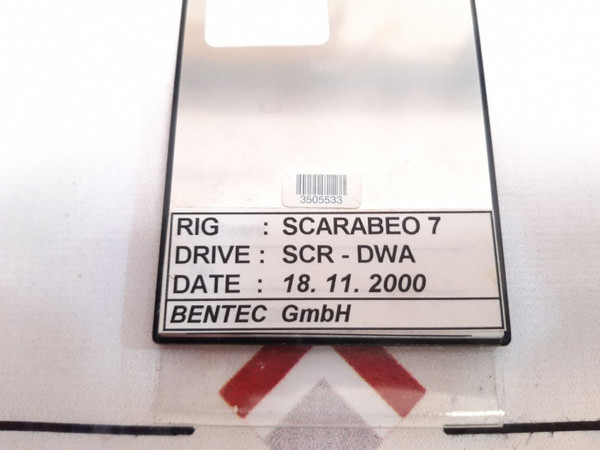 3505533
RIG : SCARABEO 7
DRIVE : SCR - DWA
DATE : 18. 11. 2000
BENTEC GmbH